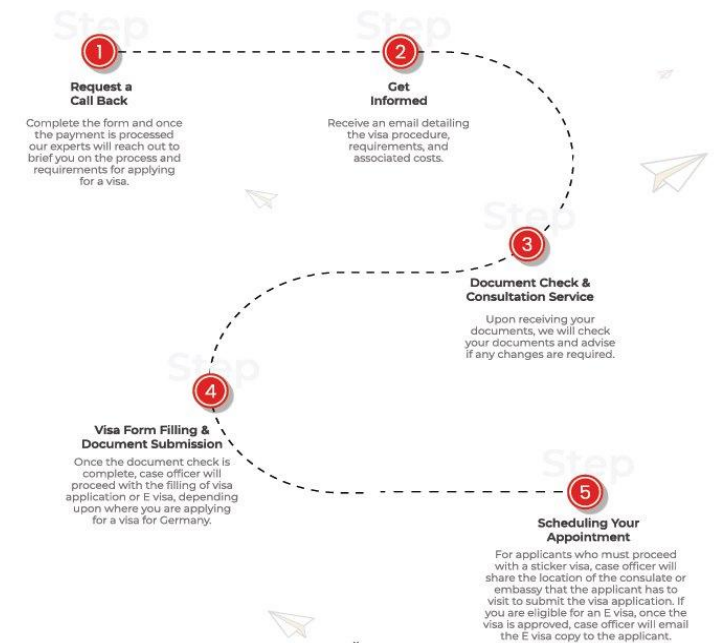 Step
1
Request a
Call Back
Complete the form and once
the payment is processed
our experts will reach out to
brief you on the process and
requirements for applying
for a visa.
Step
2
Get
Informed
Receive an email detailing
the visa procedure,
requirements, and
associated costs.
Step
3
Document Check &
Consultation Service
Upon receiving your
documents, we will check
your documents and advise
if any changes are required.
Step
4
Visa Form Filling &
Document Submission
Once the document check is
complete, case officer will
proceed with the filling of visa
application or E visa, depending
upon where you are applying
for a visa for Germany.
Step
5
Scheduling Your
Appointment
For applicants who must proceed
with a sticker visa, case officer will
share the location of the consulate or
embassy that the applicant has to
visit to submit the visa application. If
you are eligible for an E visa, once the
visa is approved, case officer will email
the E visa copy to the applicant.